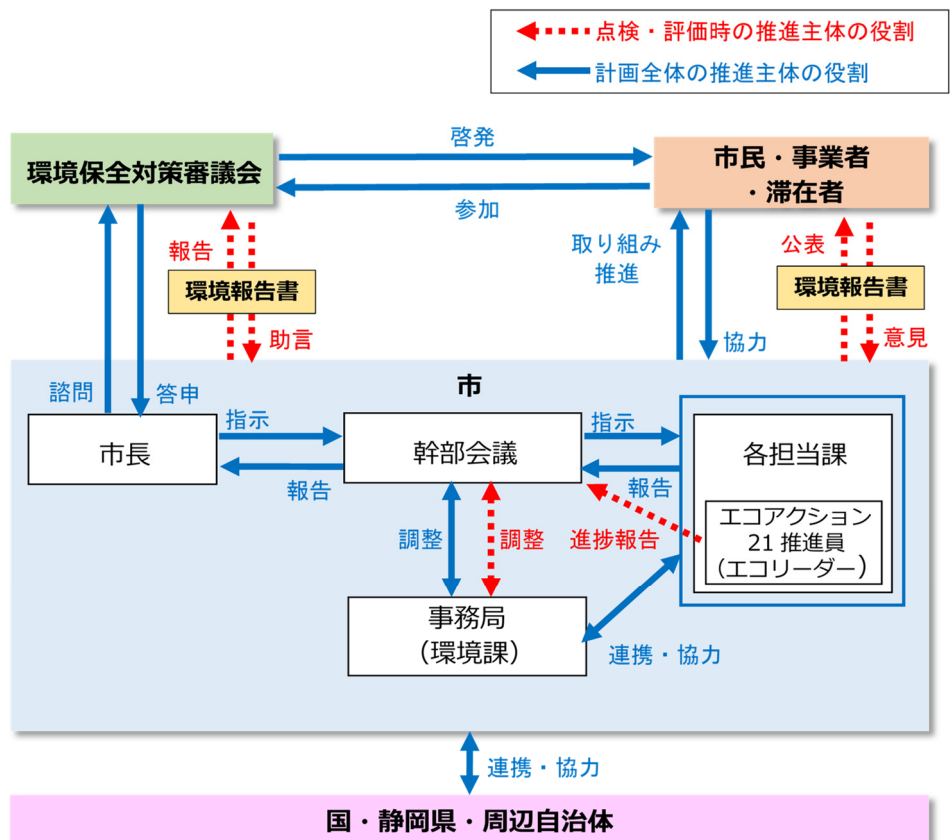 点検・評価時の推進主体の役割
計画全体の推進主体の役割
環境保全対策審議会
啓発
参加
市民・事業者
・滞在者
報告
環境報告書
助言
取り組み
推進
協力
公表
環境報告書
意見
諮問
答申
市
市長
指示
報告
幹部会議
指示
報告
各担当課
エコアクション
21 推進員
（エコリーダー）
調整
調整
進捗報告
事務局
（環境課）
連携・協力
連携・協力
国・静岡県・周辺自治体